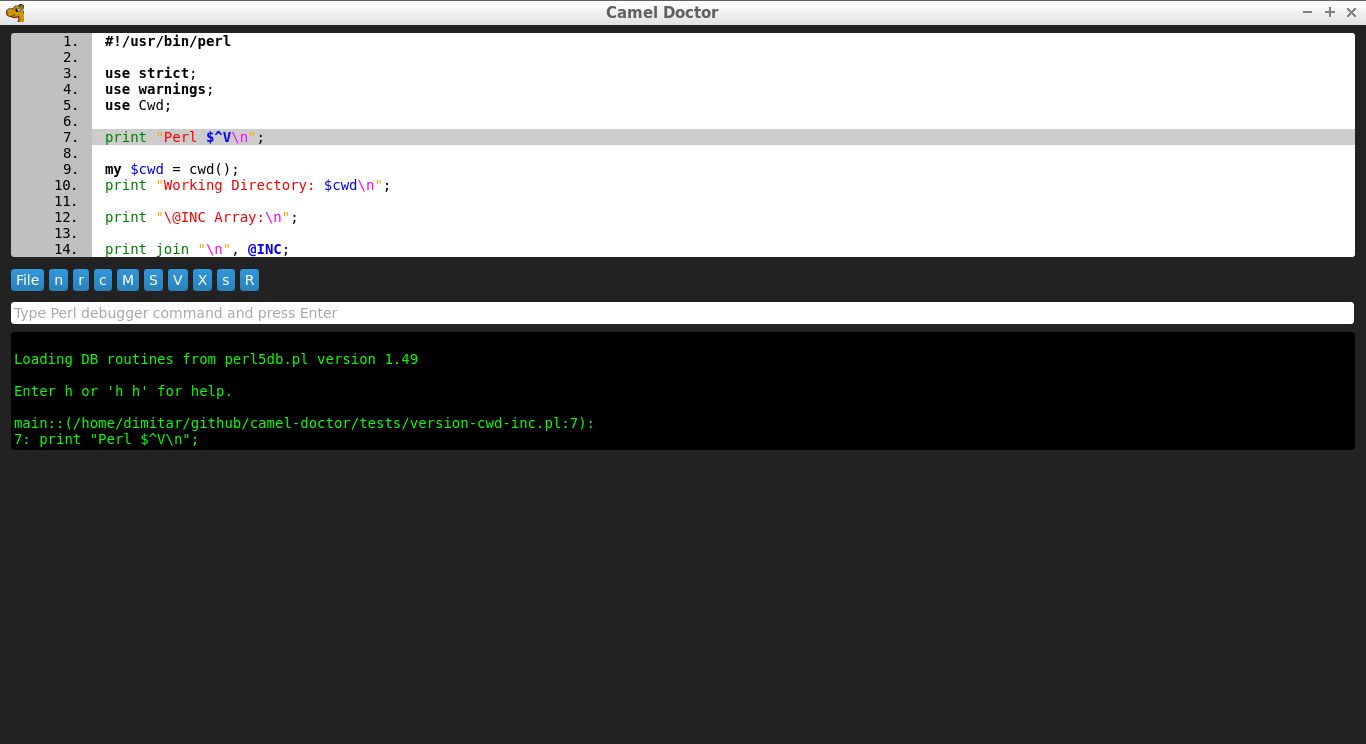 Camel Doctor
1. #!/usr/bin/perl
2.
3. use strict;
4. use warnings;
5. use Cwd;
6.
7. print "Perl $^V\n";
8.
9. my $cwd = cwd();
10. print "Working Directory: $cwd\n";
11.
12. print "\@INC Array:\n";
13.
14. print join "\n", @INC;
File n r c M S V X s R
Type Perl debugger command and press Enter
Loading DB routines from perl5db.pl version 1.49
Enter h or 'h h' for help.
main::(/home/dimitar/github/camel-doctor/tests/version-cwd-inc.pl:7):
7: print "Perl $^V\n";